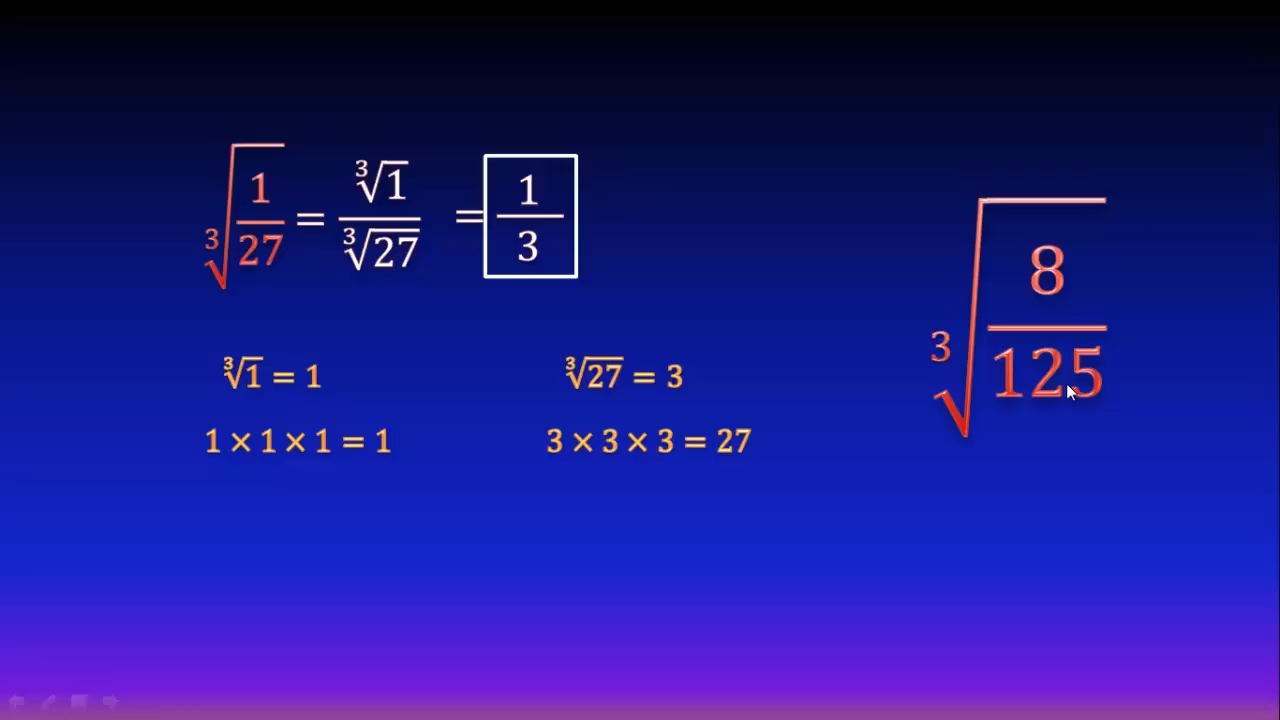 ∛(1/27) = ∛1/∛27 = 1/3
∛1 = 1
1 × 1 × 1 = 1
∛27 = 3
3 × 3 × 3 = 27
∛(8/125)